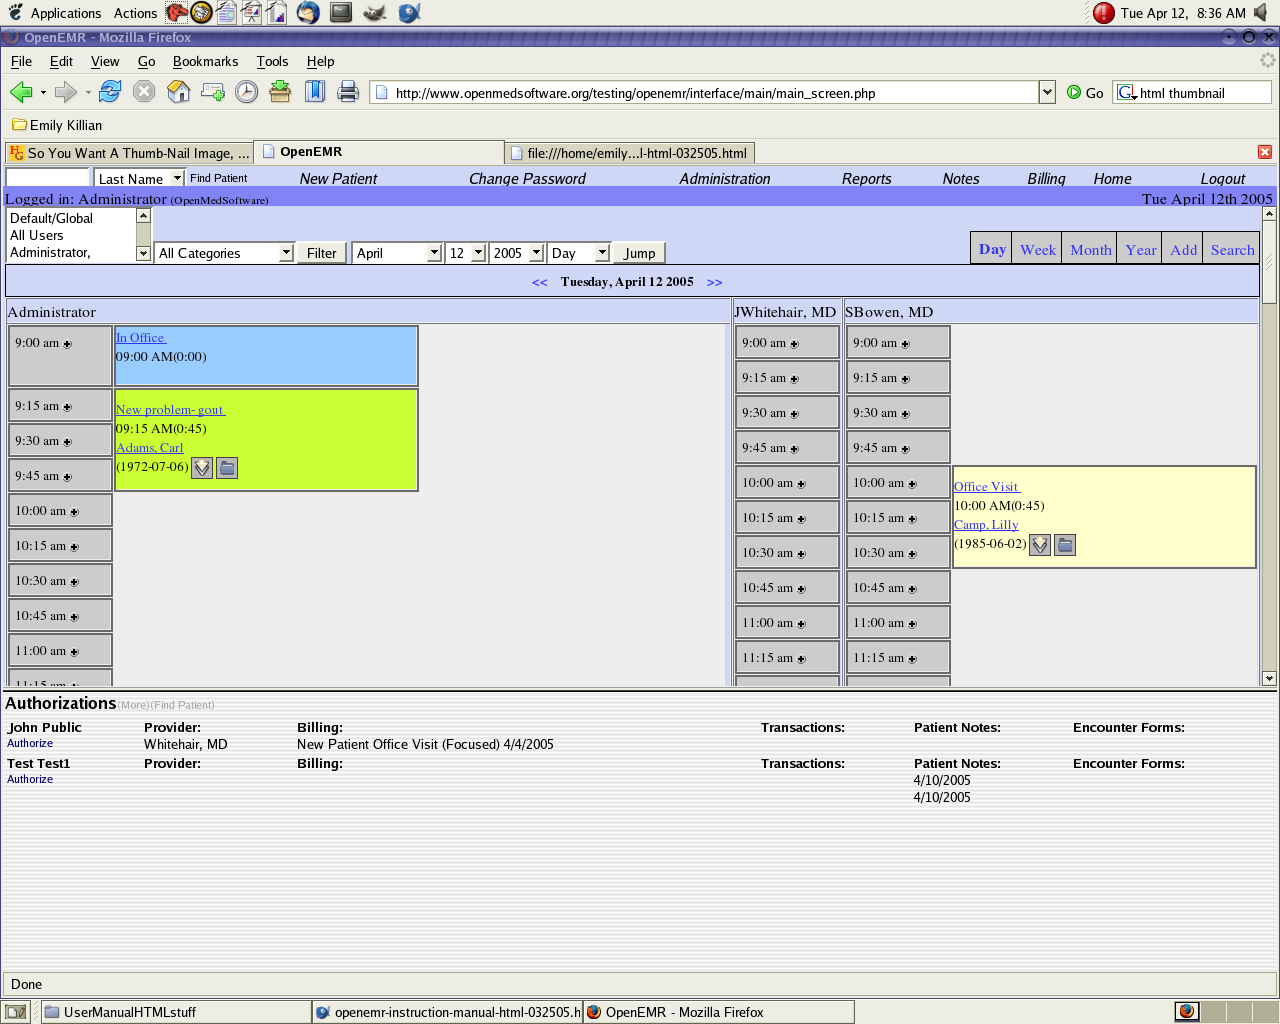 Applications Actions Tue Apr 12, 8:36 AM
OpenEMR - Mozilla Firefox
File Edit View Go Bookmarks Tools Help
http://www.openmedsoftware.org/testing/openemr/interface/main/main_screen.php Go G html thumbnail
Emily Killian
HG So You Want A Thumb-Nail Image, ... OpenEMR file:///home/emily...l-html-032505.html
Last Name Find Patient New Patient Change Password Administration Reports Notes Billing Home Logout
Logged in: Administrator (OpenMedSoftware) Tue April 12th 2005
Default/Global
All Users
Administrator,
All Categories Filter April 12 2005 Day Jump Day Week Month Year Add Search
<< Tuesday, April 12 2005 >>
Administrator JWhitehair, MD SBowen, MD
9:00 am In Office 9:00 am 9:00 am
09:00 AM(0:00)
9:15 am 9:15 am 9:15 am
New problem- gout
09:15 AM(0:45)
9:30 am 9:30 am 9:30 am
Adams, Carl
9:45 am (1972-07-06) 9:45 am 9:45 am
10:00 am 10:00 am 10:00 am Office Visit
10:00 AM(0:45)
10:15 am 10:15 am 10:15 am Camp, Lilly
10:30 am 10:30 am 10:30 am (1985-06-02)
10:45 am 10:45 am 10:45 am
11:00 am 11:00 am 11:00 am
11:15 am 11:15 am 11:15 am
Authorizations(More)(Find Patient)
John Public Provider: Billing: Transactions: Patient Notes: Encounter Forms:
Authorize Whitehair, MD New Patient Office Visit (Focused) 4/4/2005
Test Test1 Provider: Billing: Transactions: Patient Notes: Encounter Forms:
Authorize 4/10/2005
4/10/2005
Done
UserManualHTMLstuff openemr-instruction-manual-html-032505.h OpenEMR - Mozilla Firefox